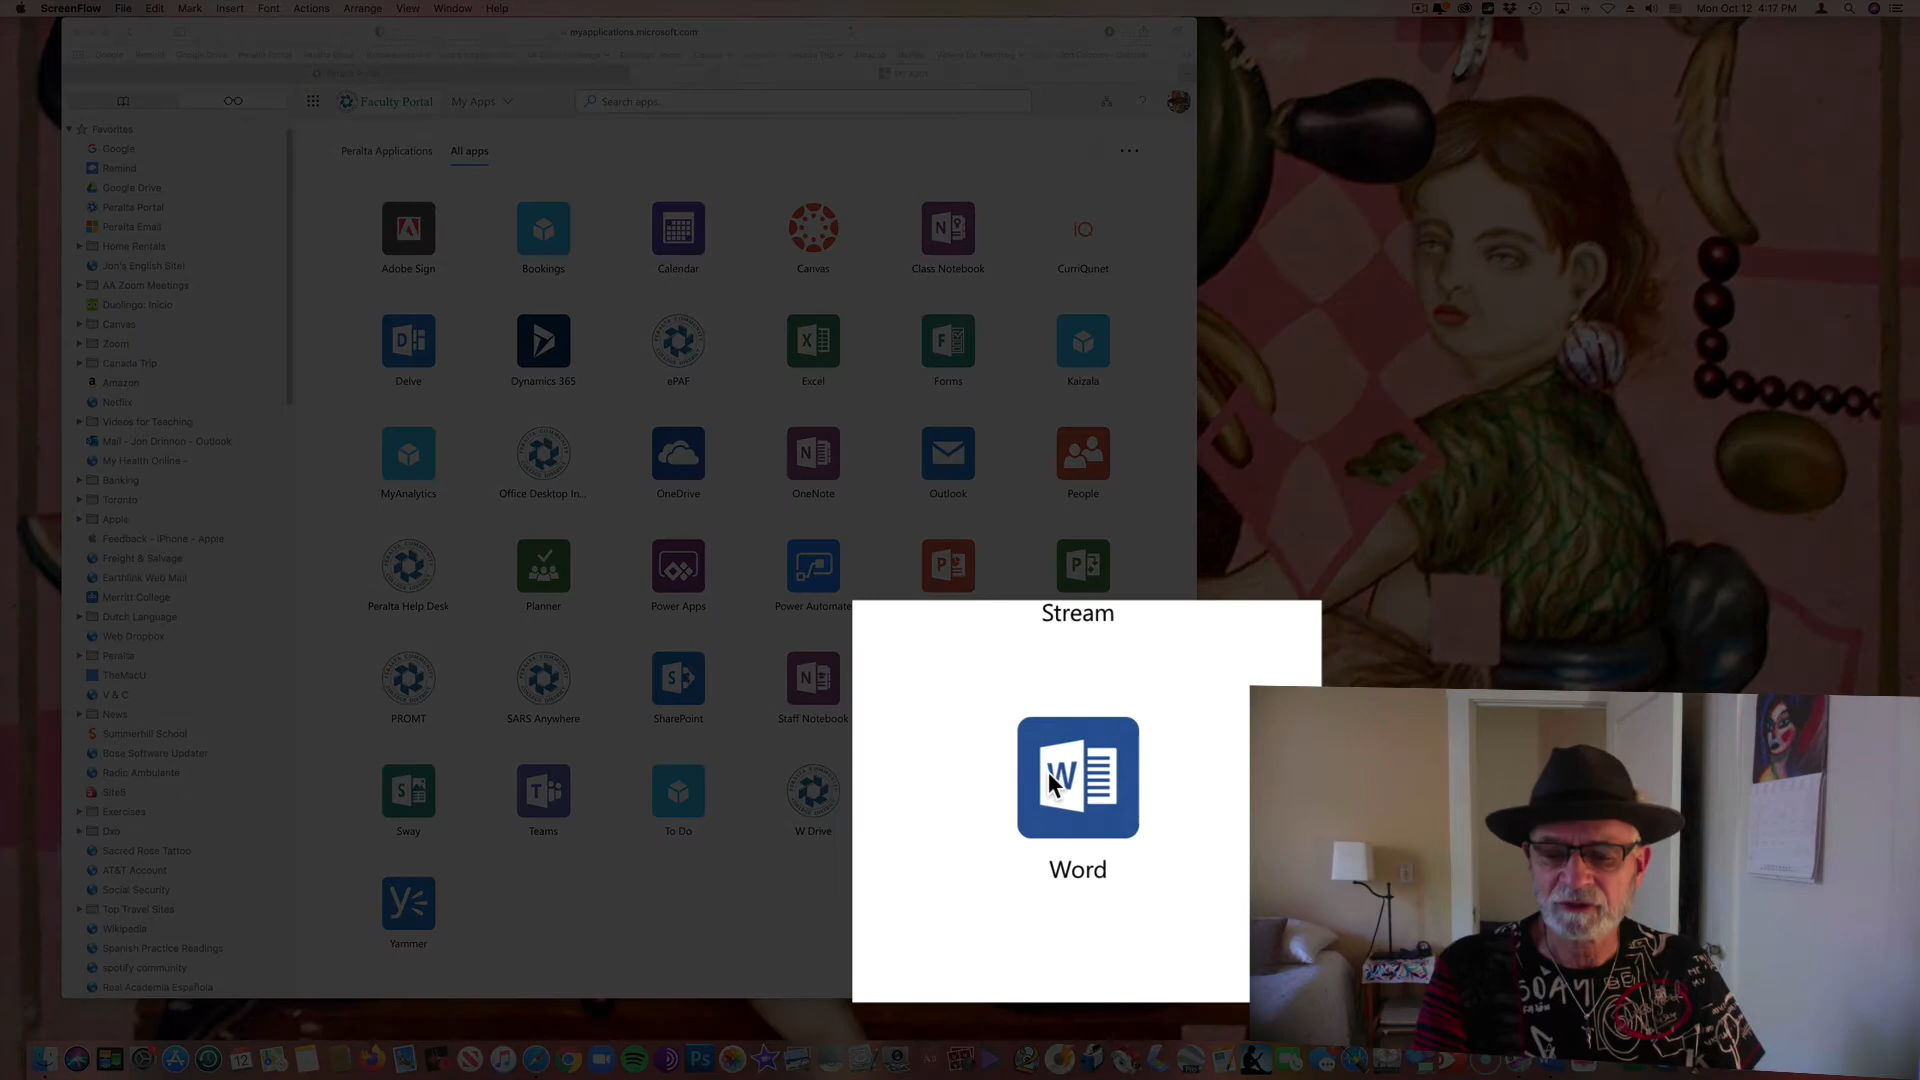 ScreenFlow File Edit Mark Insert Font Actions Arrange View Window Help
Mon Oct 12 4:17 PM
myapplications.microsoft.com
Faculty Portal My Apps Search apps...
Peralta Applications All apps
Favorites
Google
Remind
Google Drive
Peralta Portal
Peralta Email
Home Rentals
Jon's English Site!
AA Zoom Meetings
Duolingo: Inicio
Canvas
Zoom
Canada Trip
Amazon
Netflix
Videos for Teaching
Mail - Jon Drinnon - Outlook
My Health Online -
Banking
Toronto
Apple
Feedback - iPhone - Apple
Freight & Salvage
Earthlink Web Mail
Merritt College
Dutch Language
Web Dropbox
Peralta
TheMacU
V & C
News
Summerhill School
Bose Software Updater
Radio Ambulante
Site5
Exercises
Dxo
Sacred Rose Tattoo
AT&T Account
Social Security
Top Travel Sites
Wikipedia
Spanish Practice Readings
spotify community
Real Academia Española
Adobe Sign Bookings Calendar Canvas Class Notebook CurriQunet
Delve Dynamics 365 ePAF Excel Forms Kaizala
MyAnalytics Office Desktop In... OneDrive OneNote Outlook People
Peralta Help Desk Planner Power Apps Power Automate
PROMT SARS Anywhere SharePoint Staff Notebook
Sway Teams To Do W Drive
Yammer
Stream
Word